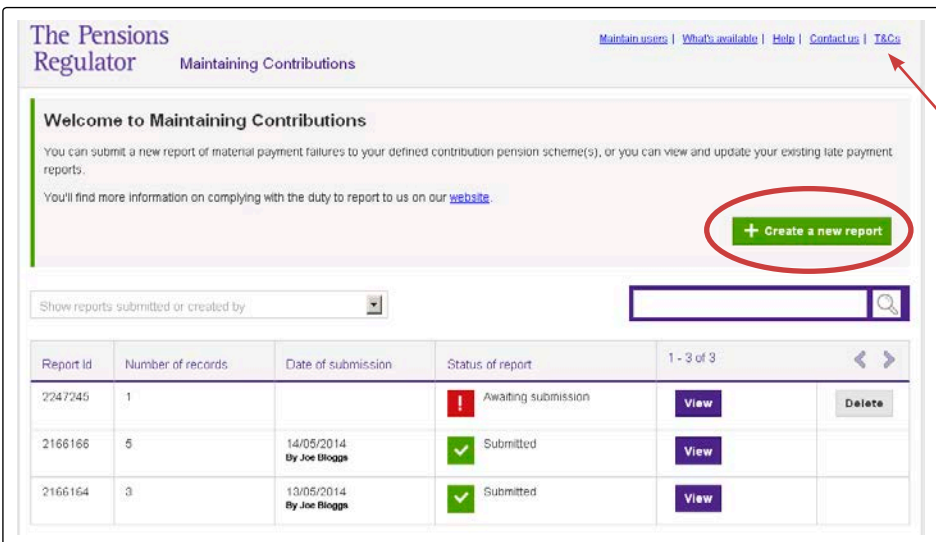 The Pensions
Regulator
Maintaining Contributions
Maintain users | What's available | Help | Contact us | T&Cs
Welcome to Maintaining Contributions
You can submit a new report of material payment failures to your defined contribution pension scheme(s), or you can view and update your existing late payment
reports.
You'll find more information on complying with the duty to report to us on our website.
+ Create a new report
Show reports submitted or created by
Report Id Number of records Date of submission Status of report 1 - 3 of 3
2247245 1 Awaiting submission View Delete
2166166 5 14/05/2014 Submitted View
By Joe Bloggs
2166164 3 13/05/2014 Submitted View
By Joe Bloggs